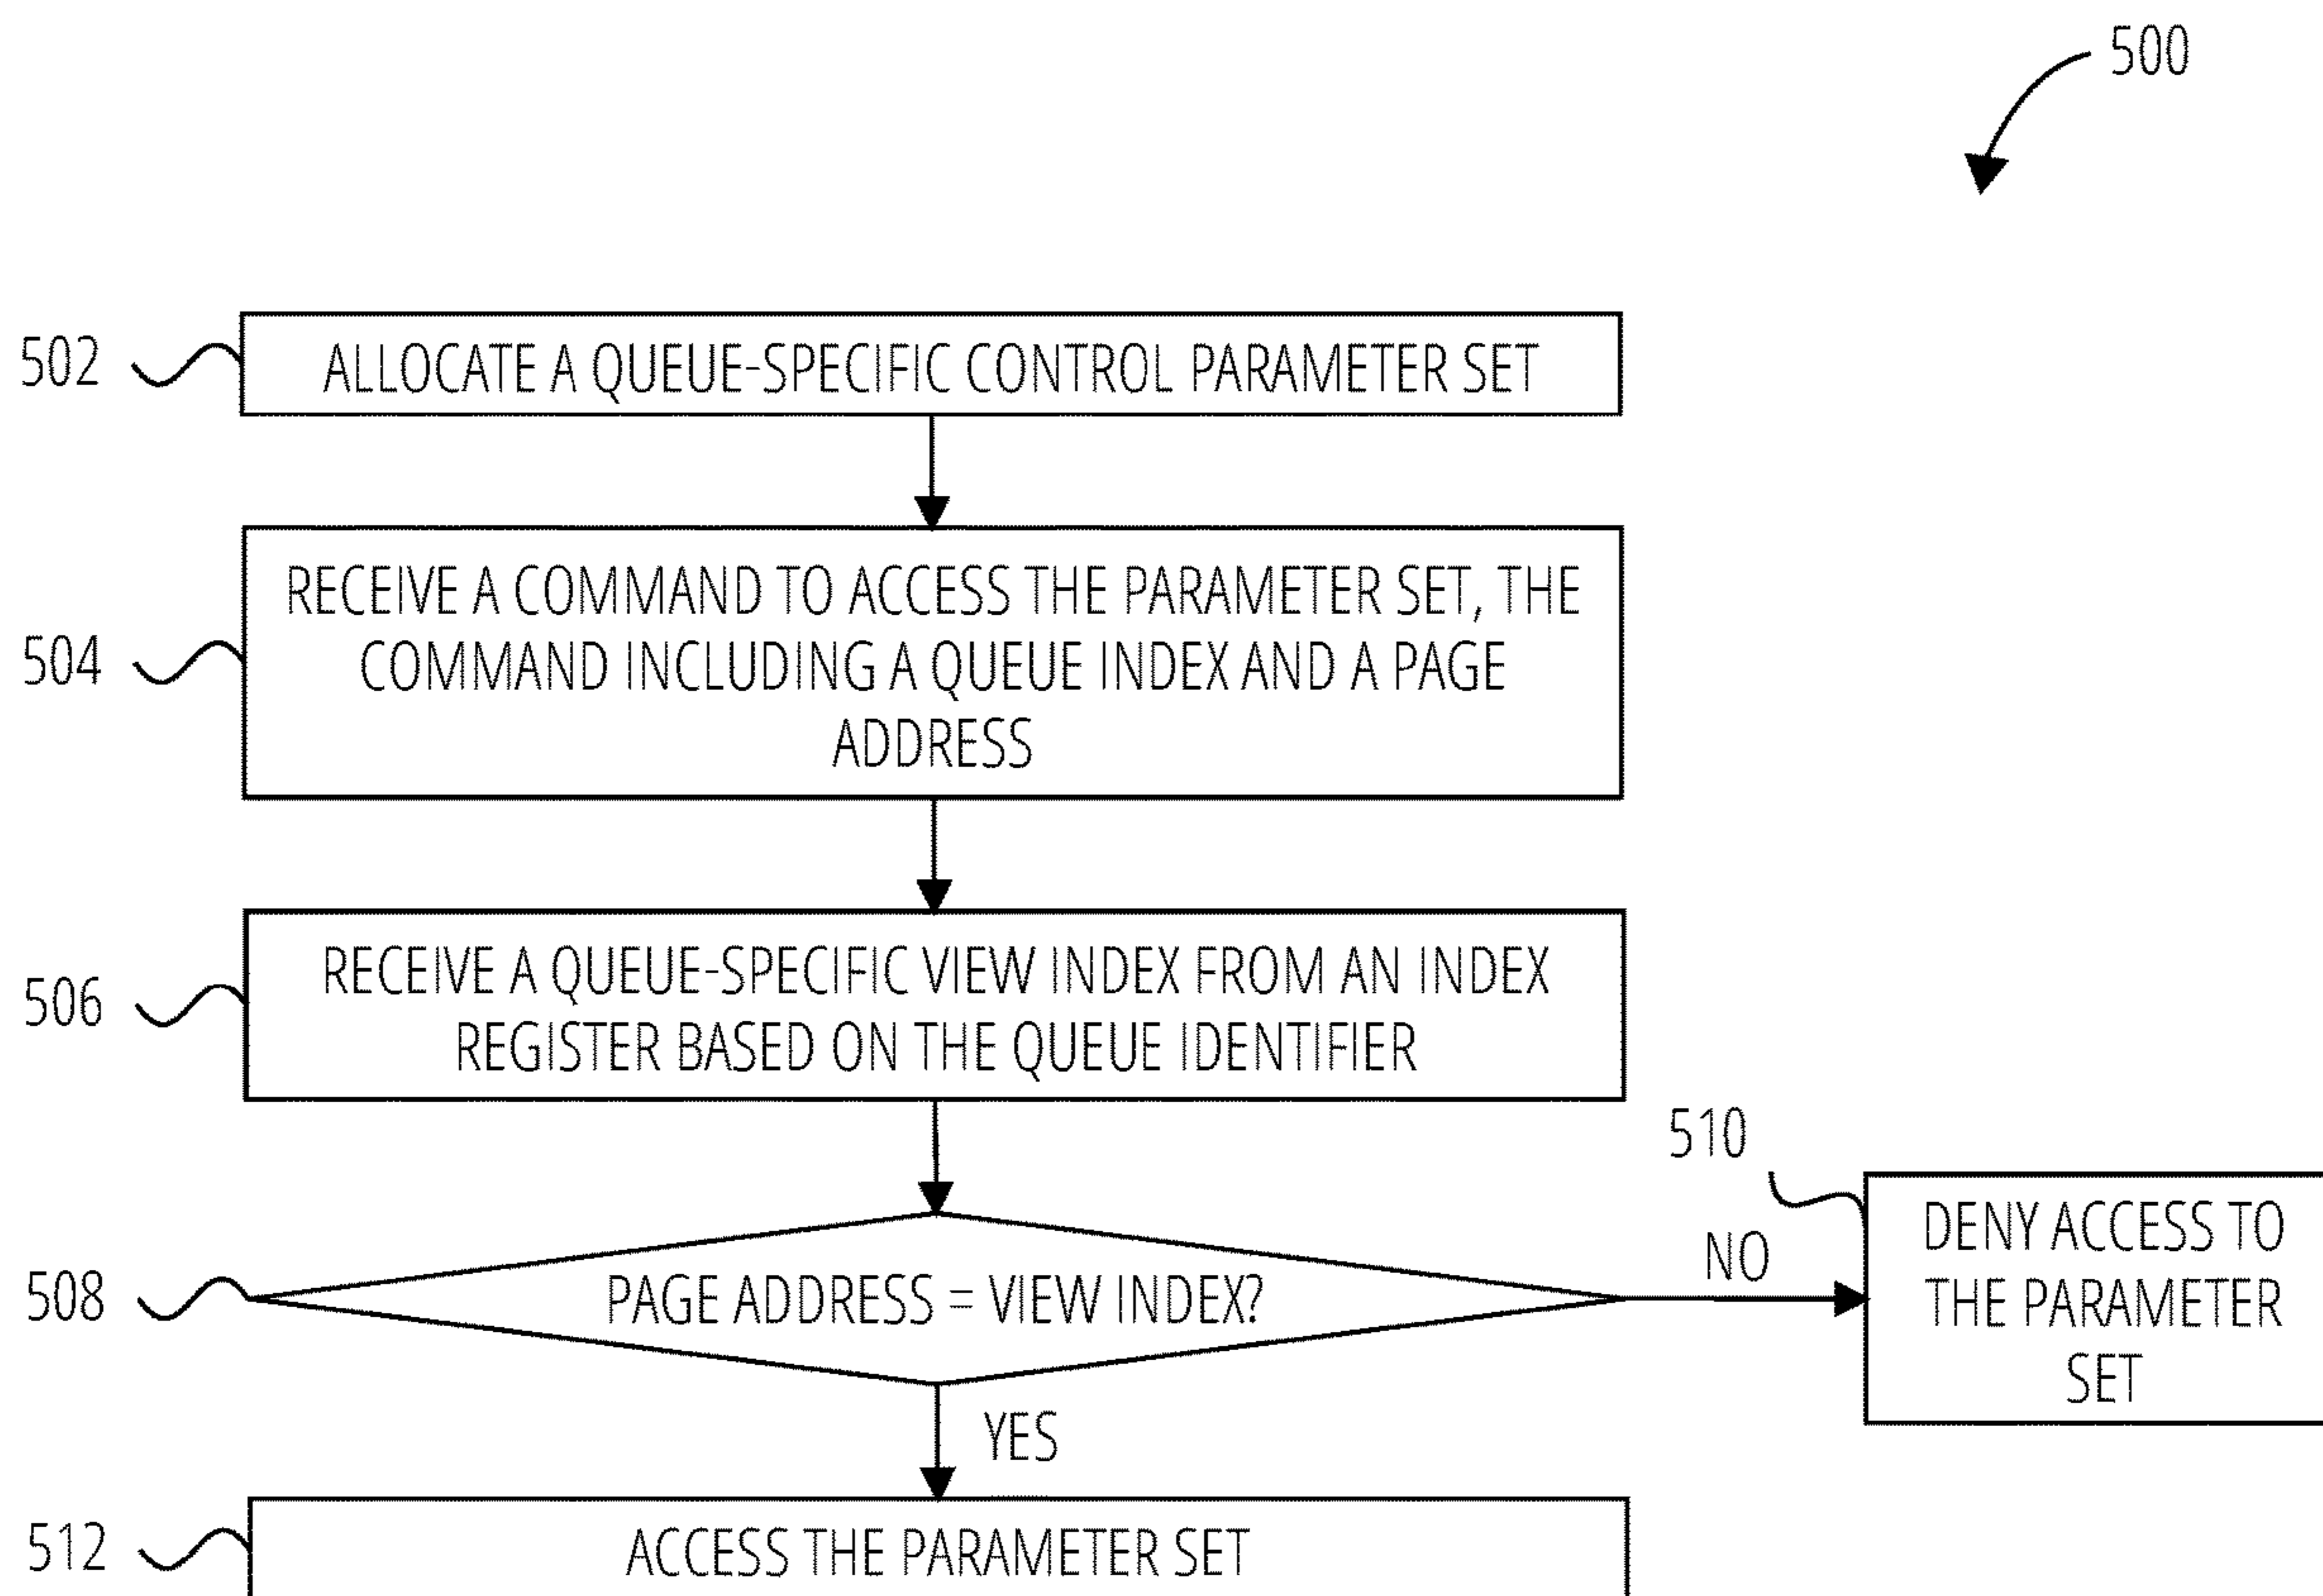 500
502
ALLOCATE A QUEUE-SPECIFIC CONTROL PARAMETER SET
504
RECEIVE A COMMAND TO ACCESS THE PARAMETER SET, THE
COMMAND INCLUDING A QUEUE INDEX AND A PAGE
ADDRESS
506
RECEIVE A QUEUE-SPECIFIC VIEW INDEX FROM AN INDEX
REGISTER BASED ON THE QUEUE IDENTIFIER
508
PAGE ADDRESS = VIEW INDEX?
NO
510
DENY ACCESS TO
THE PARAMETER
SET
YES
512
ACCESS THE PARAMETER SET